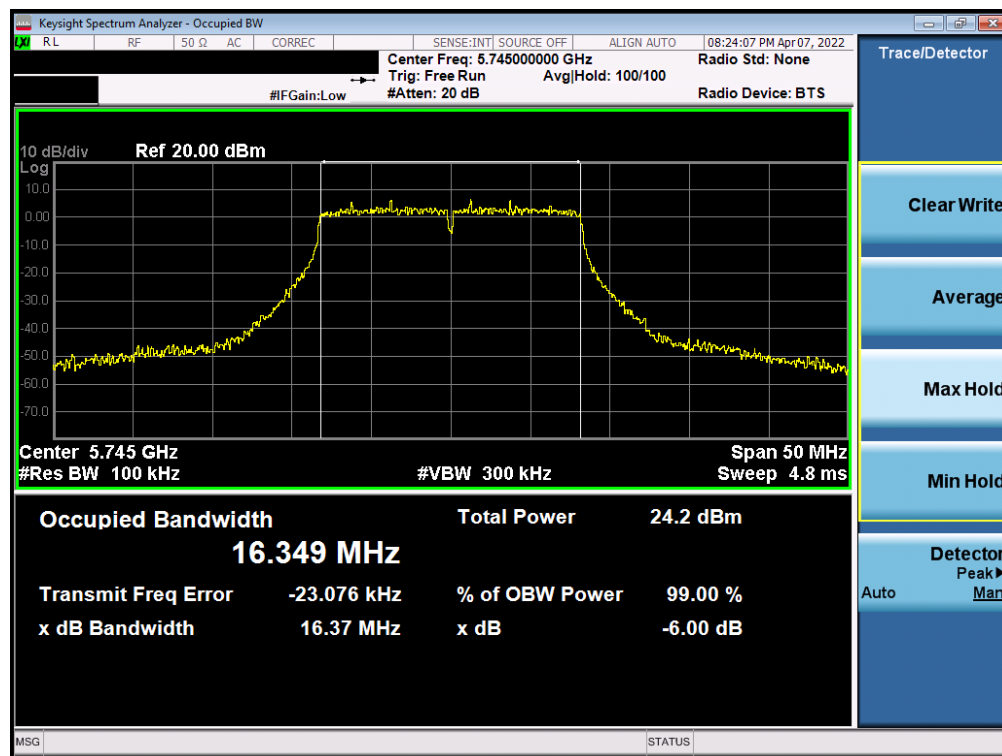 Keysight Spectrum Analyzer - Occupied BW
LXI RL RF 50 Ω AC CORREC SENSE:INT SOURCE OFF ALIGN AUTO 08:24:07 PM Apr 07, 2022
Center Freq: 5.745000000 GHz Radio Std: None
Trig: Free Run Avg|Hold: 100/100
#IFGain:Low #Atten: 20 dB Radio Device: BTS
Trace/Detector
10 dB/div Ref 20.00 dBm
Log
10.0
0.00
-10.0
-20.0
-30.0
-40.0
-50.0
-60.0
-70.0
Center 5.745 GHz Span 50 MHz
#Res BW 100 kHz #VBW 300 kHz Sweep 4.8 ms
Occupied Bandwidth Total Power 24.2 dBm
16.349 MHz
Transmit Freq Error -23.076 kHz % of OBW Power 99.00 %
x dB Bandwidth 16.37 MHz x dB -6.00 dB
Clear Write
Average
Max Hold
Min Hold
Detector
Peak
Auto Man
MSG STATUS